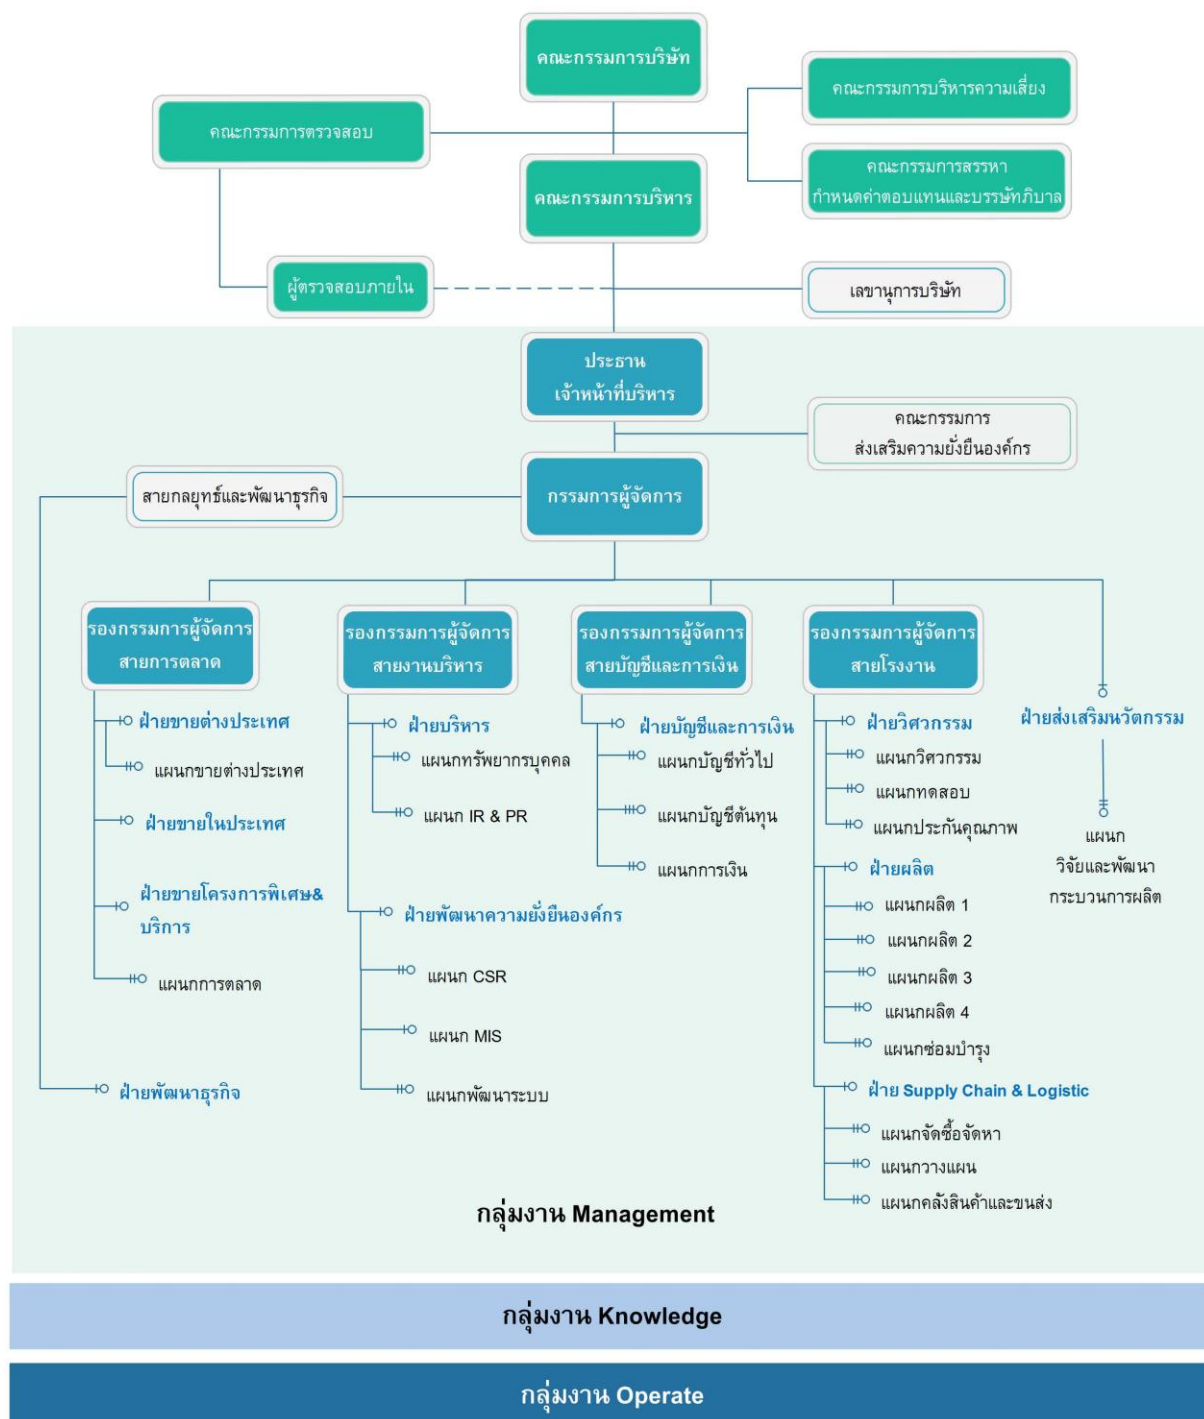 คณะกรรมการบริษัท
คณะกรรมการบริหารความเสี่ยง
คณะกรรมการตรวจสอบ
คณะกรรมการสรรหา
กำหนดค่าตอบแทนและบรรษัทภิบาล
คณะกรรมการบริหาร
ผู้ตรวจสอบภายใน
เลขานุการบริษัท
ประธาน
เจ้าหน้าที่บริหาร
คณะกรรมการ
ส่งเสริมความยั่งยืนองค์กร
สายกลยุทธ์และพัฒนาธุรกิจ
กรรมการผู้จัดการ
รองกรรมการผู้จัดการ
สายการตลาด
ฝ่ายขายต่างประเทศ
แผนกขายต่างประเทศ
ฝ่ายขายในประเทศ
ฝ่ายขายโครงการพิเศษ&
บริการ
แผนกการตลาด
ฝ่ายพัฒนาธุรกิจ
รองกรรมการผู้จัดการ
สายงานบริหาร
ฝ่ายบริหาร
แผนกทรัพยากรบุคคล
แผนก IR & PR
ฝ่ายพัฒนาความยั่งยืนองค์กร
แผนก CSR
แผนก MIS
แผนกพัฒนาระบบ
รองกรรมการผู้จัดการ
สายบัญชีและการเงิน
ฝ่ายบัญชีและการเงิน
แผนกบัญชีทั่วไป
แผนกบัญชีต้นทุน
แผนกการเงิน
รองกรรมการผู้จัดการ
สายโรงงาน
ฝ่ายวิศวกรรม
แผนกวิศวกรรม
แผนกทดสอบ
แผนกประกันคุณภาพ
ฝ่ายผลิต
แผนกผลิต 1
แผนกผลิต 2
แผนกผลิต 3
แผนกผลิต 4
แผนกซ่อมบำรุง
ฝ่าย Supply Chain & Logistic
แผนกจัดซื้อจัดหา
แผนกวางแผน
แผนกคลังสินค้าและขนส่ง
ฝ่ายส่งเสริมนวัตกรรม
แผนก
วิจัยและพัฒนา
กระบวนการผลิต
กลุ่มงาน Management
กลุ่มงาน Knowledge
กลุ่มงาน Operate